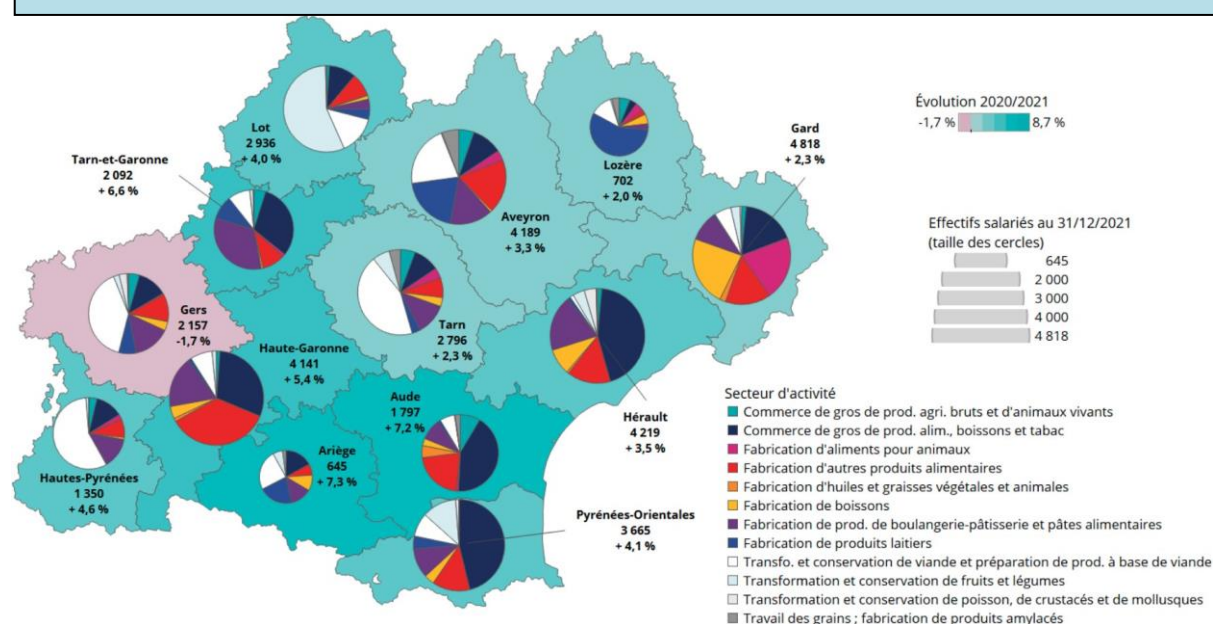 Lot
2 936
+ 4,0 %
Tarn-et-Garonne
2 092
+ 6,6 %
Aveyron
4 189
+ 3,3 %
Lozère
702
+ 2,0 %
Gard
4 818
+ 2,3 %
Gers
2 157
-1,7 %
Haute-Garonne
4 141
+ 5,4 %
Tarn
2 796
+ 2,3 %
Hérault
4 219
+ 3,5 %
Aude
1 797
+ 7,2 %
Ariège
645
+ 7,3 %
Hautes-Pyrénées
1 350
+ 4,6 %
Pyrénées-Orientales
3 665
+ 4,1 %
Évolution 2020/2021
-1,7 % 8,7 %
Effectifs salariés au 31/12/2021
(taille des cercles)
645
2 000
3 000
4 000
4 818
Secteur d'activité
Commerce de gros de prod. agri. bruts et d'animaux vivants
Commerce de gros de prod. alim., boissons et tabac
Fabrication d'aliments pour animaux
Fabrication d'autres produits alimentaires
Fabrication d'huiles et graisses végétales et animales
Fabrication de boissons
Fabrication de prod. de boulangerie-pâtisserie et pâtes alimentaires
Fabrication de produits laitiers
Transfo. et conservation de viande et préparation de prod. à base de viande
Transformation et conservation de fruits et légumes
Transformation et conservation de poisson, de crustacés et de mollusques
Travail des grains ; fabrication de produits amylacés